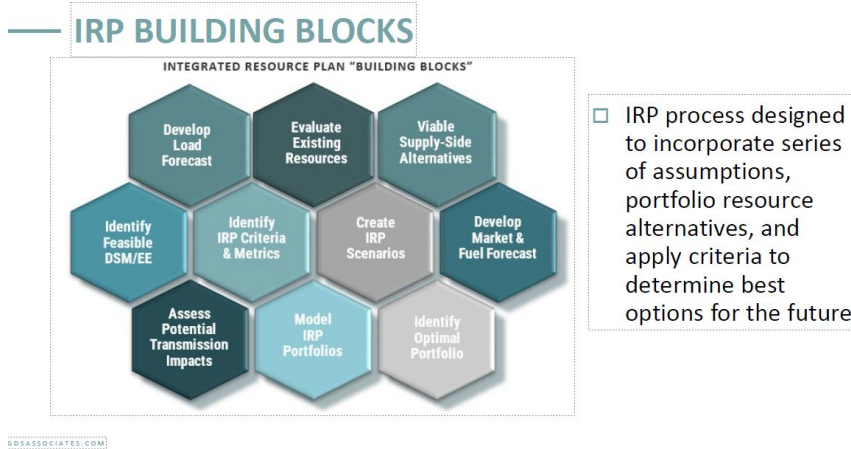 IRP BUILDING BLOCKS
INTEGRATED RESOURCE PLAN “BUILDING BLOCKS”
Develop
Load
Forecast
Evaluate
Existing
Resources
Viable
Supply-Side
Alternatives
Identify
Feasible
DSM/EE
Identify
IRP Criteria
& Metrics
Create
IRP
Scenarios
Develop
Market &
Fuel Forecast
Assess
Potential
Transmission
Impacts
Model
IRP
Portfolios
Identify
Optimal
Portfolio
IRP process designed
to incorporate series
of assumptions,
portfolio resource
alternatives, and
apply criteria to
determine best
options for the future
GDSASSOCIATES.COM